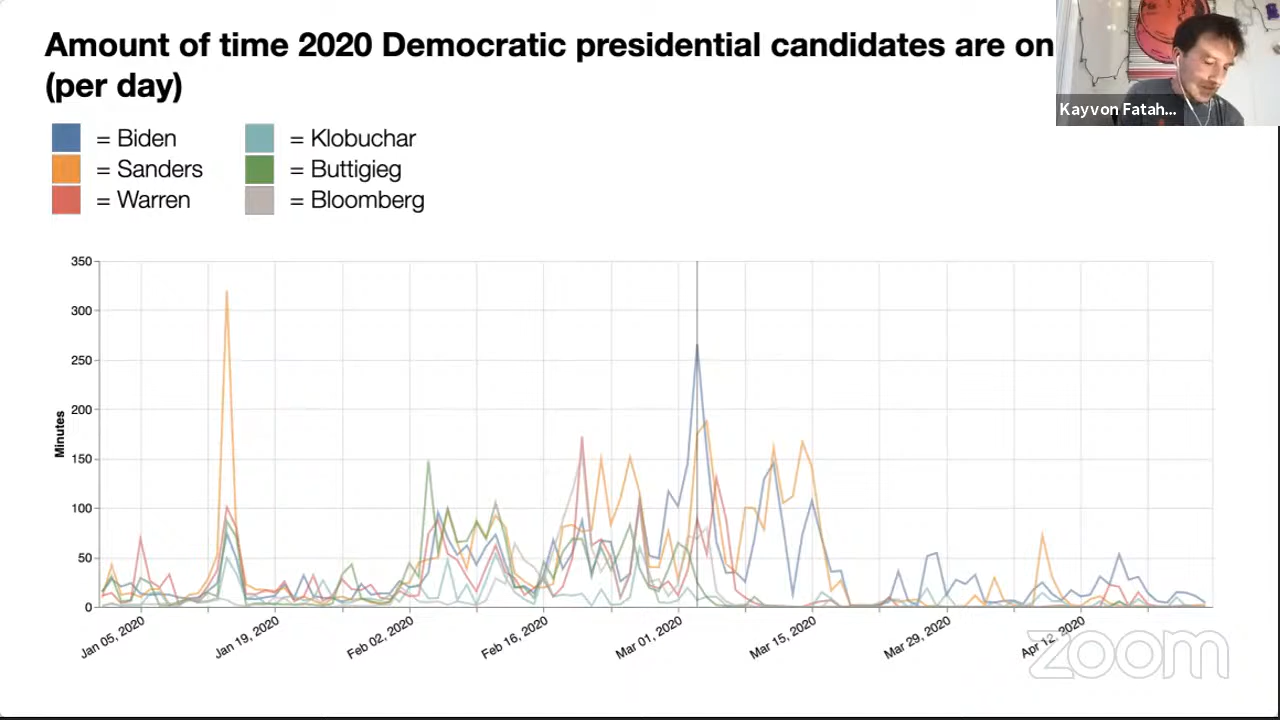 Amount of time 2020 Democratic presidential candidates are on
(per day)
Kayvon Fatah...
= Biden
= Klobuchar
= Sanders
= Buttigieg
= Warren
= Bloomberg
350
300
250
200
150
100
50
0
Minutes
Jan 05, 2020
Jan 19, 2020
Feb 02, 2020
Feb 16, 2020
Mar 01, 2020
Mar 15, 2020
Mar 29, 2020
Apr 12, 2020
zoom